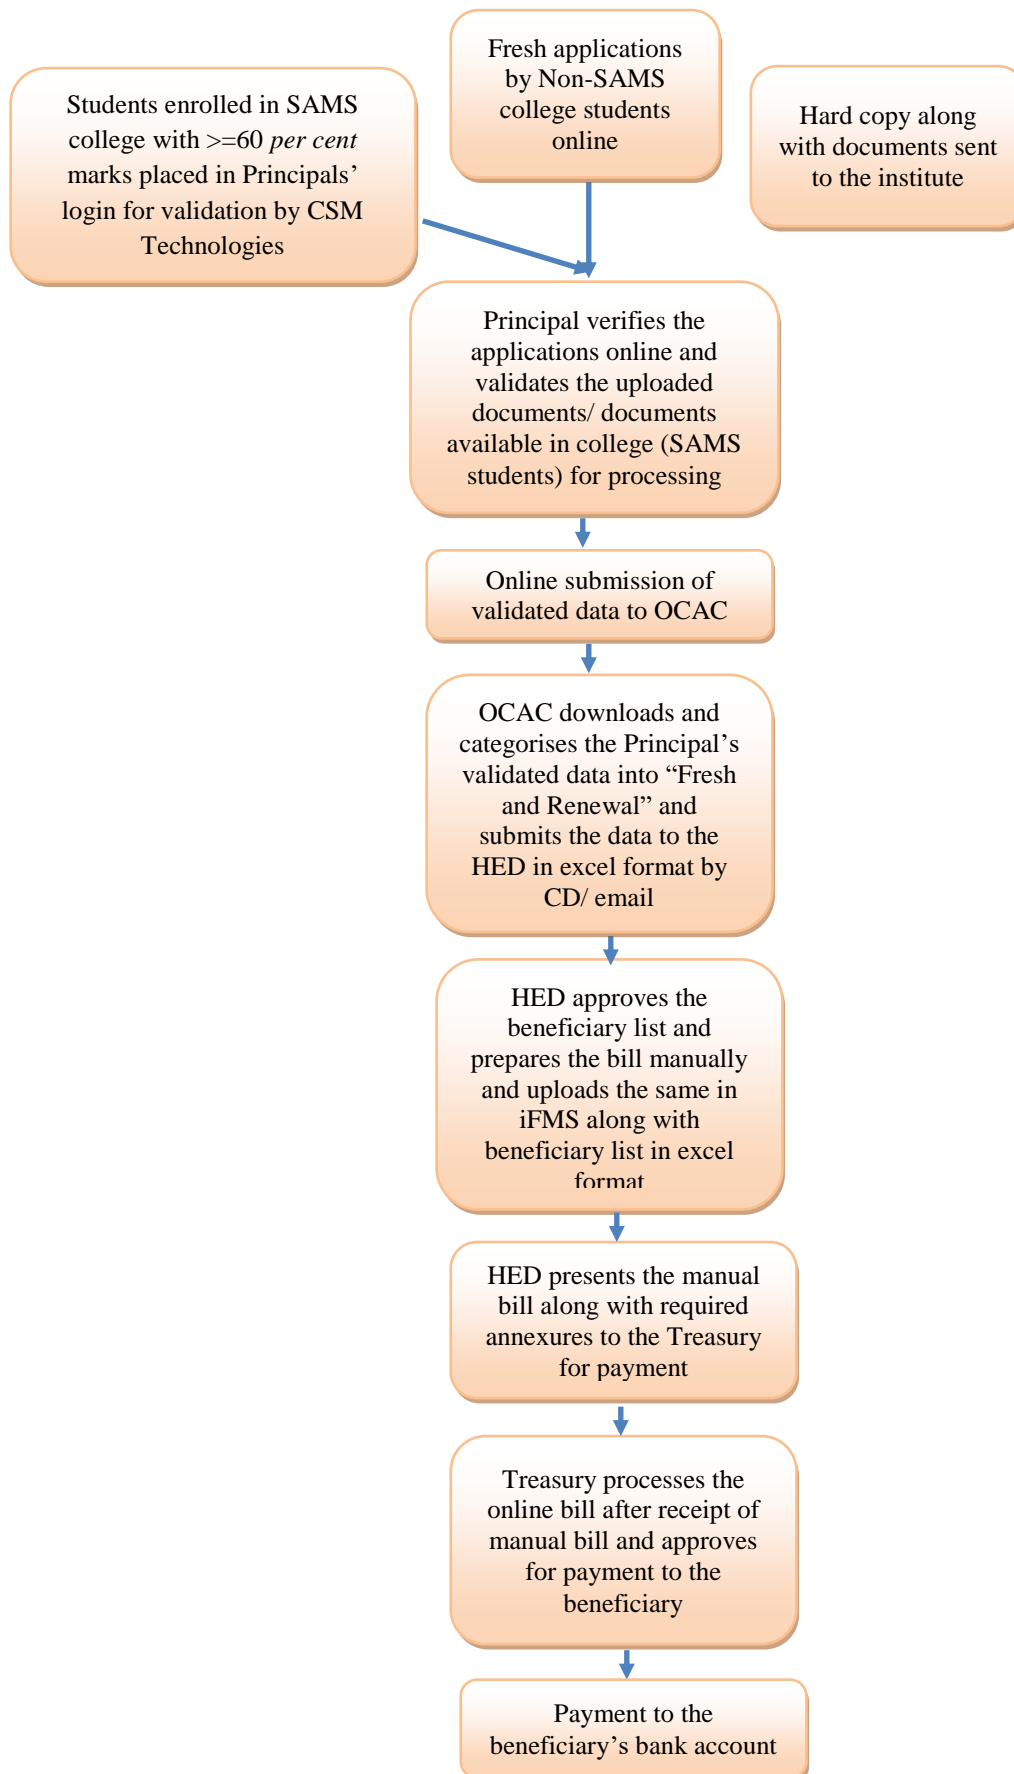 Students enrolled in SAMS
college with >=60 per cent
marks placed in Principals’
login for validation by CSM
Technologies
Fresh applications
by Non-SAMS
college students
online
Hard copy along
with documents sent
to the institute
Principal verifies the
applications online and
validates the uploaded
documents/ documents
available in college (SAMS
students) for processing
Online submission of
validated data to OCAC
OCAC downloads and
categorises the Principal’s
validated data into “Fresh
and Renewal” and
submits the data to the
HED in excel format by
CD/ email
HED approves the
beneficiary list and
prepares the bill manually
and uploads the same in
iFMS along with
beneficiary list in excel
format
HED presents the manual
bill along with required
annexures to the Treasury
for payment
Treasury processes the
online bill after receipt of
manual bill and approves
for payment to the
beneficiary
Payment to the
beneficiary’s bank account